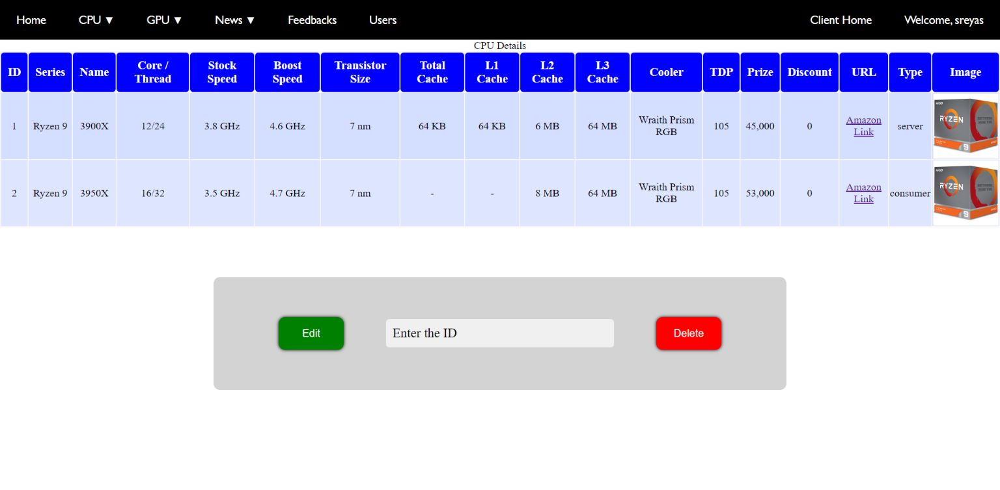 Home CPU ▼ GPU ▼ News ▼ Feedbacks Users Client Home Welcome, sreyas
CPU Details
ID Series Name Core / Thread Stock Speed Boost Speed Transistor Size Total Cache L1 Cache L2 Cache L3 Cache Cooler TDP Prize Discount URL Type Image
1 Ryzen 9 3900X 12/24 3.8 GHz 4.6 GHz 7 nm 64 KB 64 KB 6 MB 64 MB Wraith Prism RGB 105 45,000 0 Amazon Link server
AMD
RYZEN
9
2 Ryzen 9 3950X 16/32 3.5 GHz 4.7 GHz 7 nm - - 8 MB 64 MB Wraith Prism RGB 105 53,000 0 Amazon Link consumer
AMD
RYZEN
9
Edit Enter the ID Delete